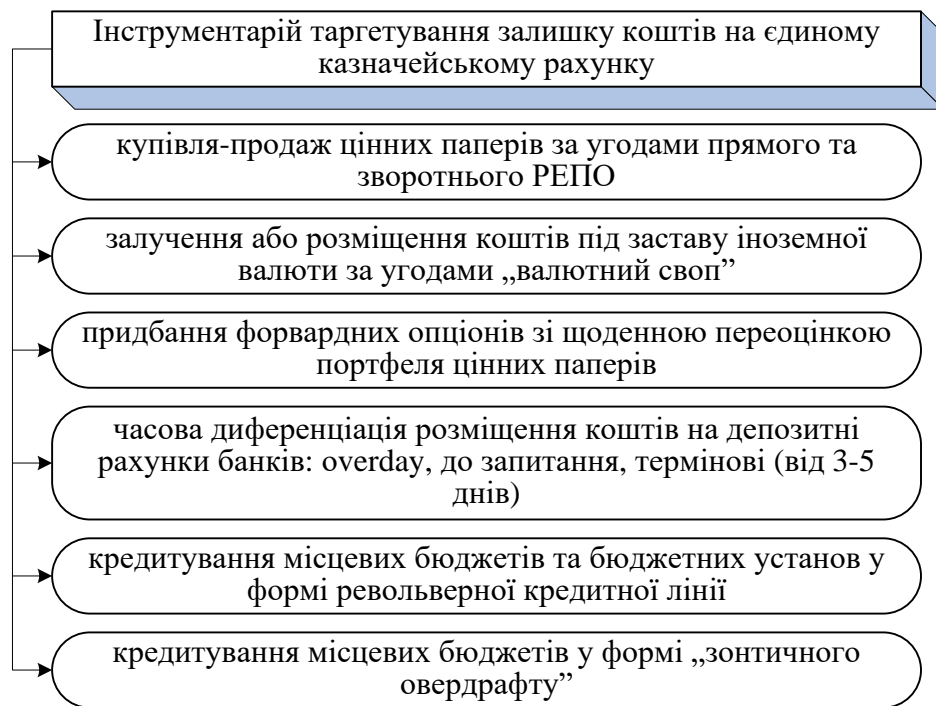 Інструментарій таргетування залишку коштів на єдиному
казначейському рахунку
купівля-продаж цінних паперів за угодами прямого та
зворотнього РЕПО
залучення або розміщення коштів під заставу іноземної
валюти за угодами „валютний своп”
придбання форвардних опціонів зі щоденною переоцінкою
портфеля цінних паперів
часова диференціація розміщення коштів на депозитні
рахунки банків: overday, до запитання, термінові (від 3-5
днів)
кредитування місцевих бюджетів та бюджетних установ у
формі револьверної кредитної лінії
кредитування місцевих бюджетів у формі „зонтичного
овердрафту”